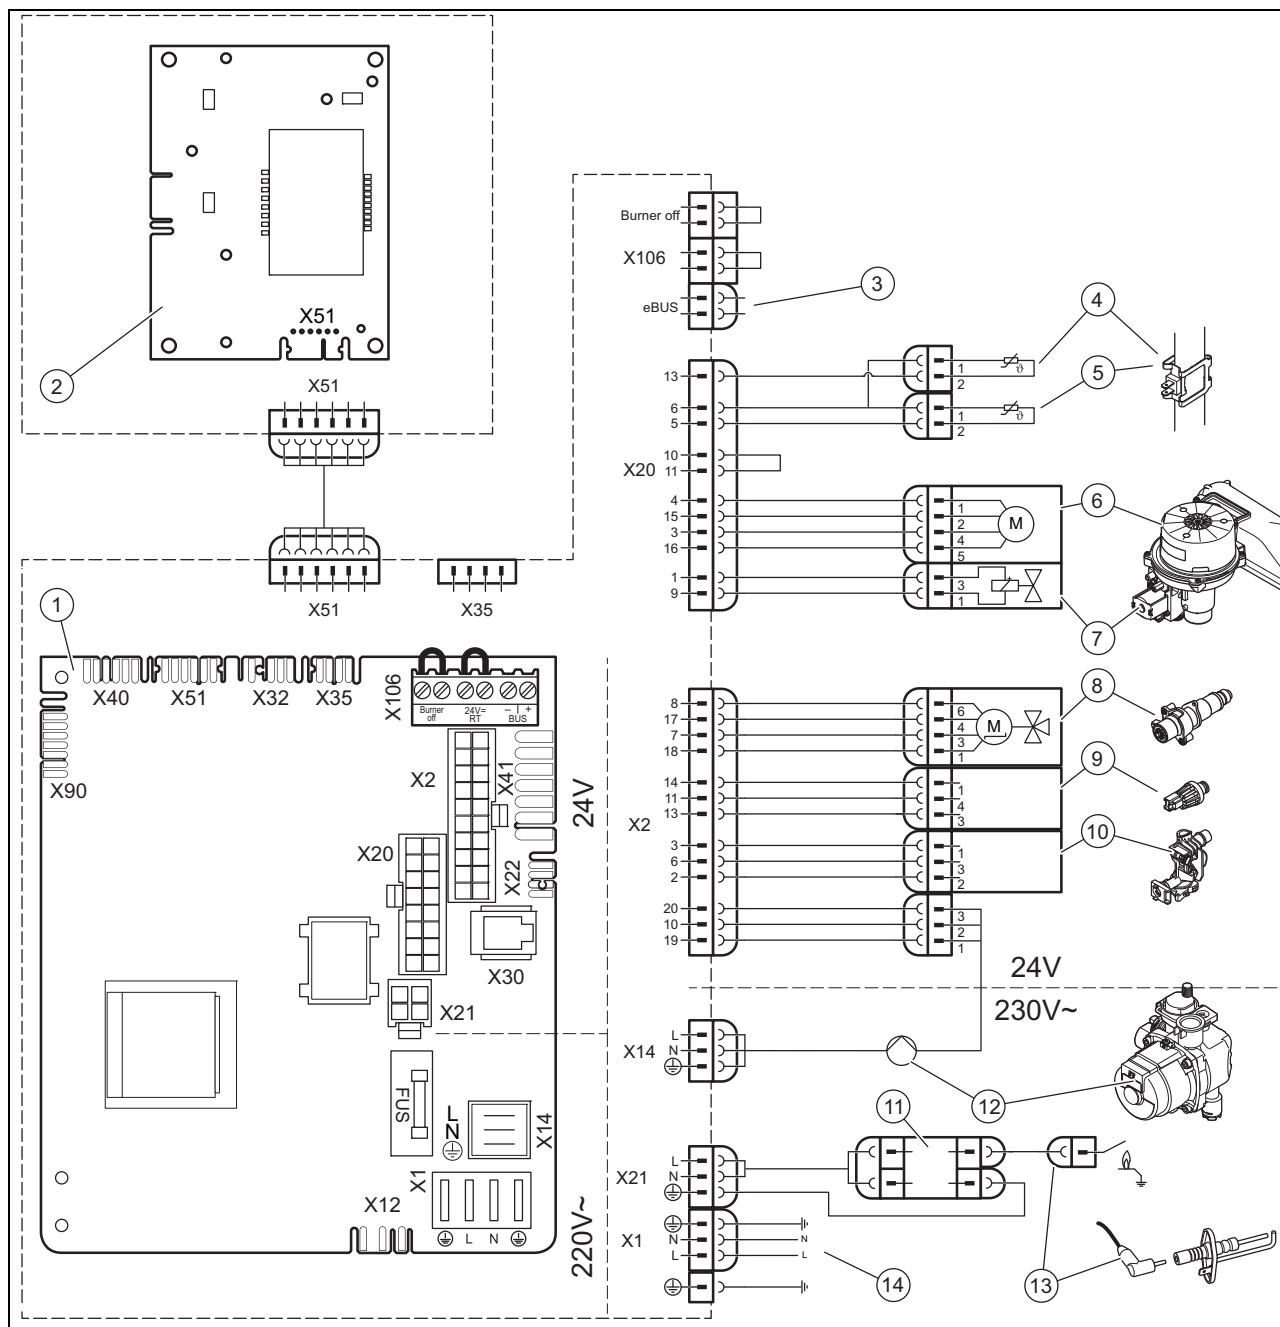 X51
2
X51
X51
X35
1
X40
X51
X32
X35
X90
X106
Burner off
24V= RT
– | + BUS
X2
X41
X20
X22
X30
X21
24V
FUS
L
N
X14
X1
X12
L N
220V~
Burner off
X106
eBUS
3
X20
13
6
5
10
11
4
15
3
16
1
9
1
2
ϑ
4
1
2
ϑ
5
1
2
4
5
M
6
3
1
7
X2
8
17
7
18
14
11
13
3
6
2
20
10
19
6
4
3
1
M
8
1
4
3
9
1
3
2
10
3
2
1
24V
230V~
X14
L
N
12
X21
L
N
11
13
X1
N
L
N
L
14